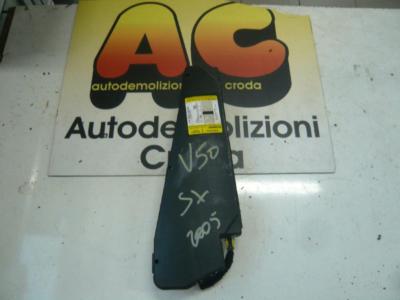 AC
autodemolizioni croda
Autodemolizioni
Croda
V50
SX
2005